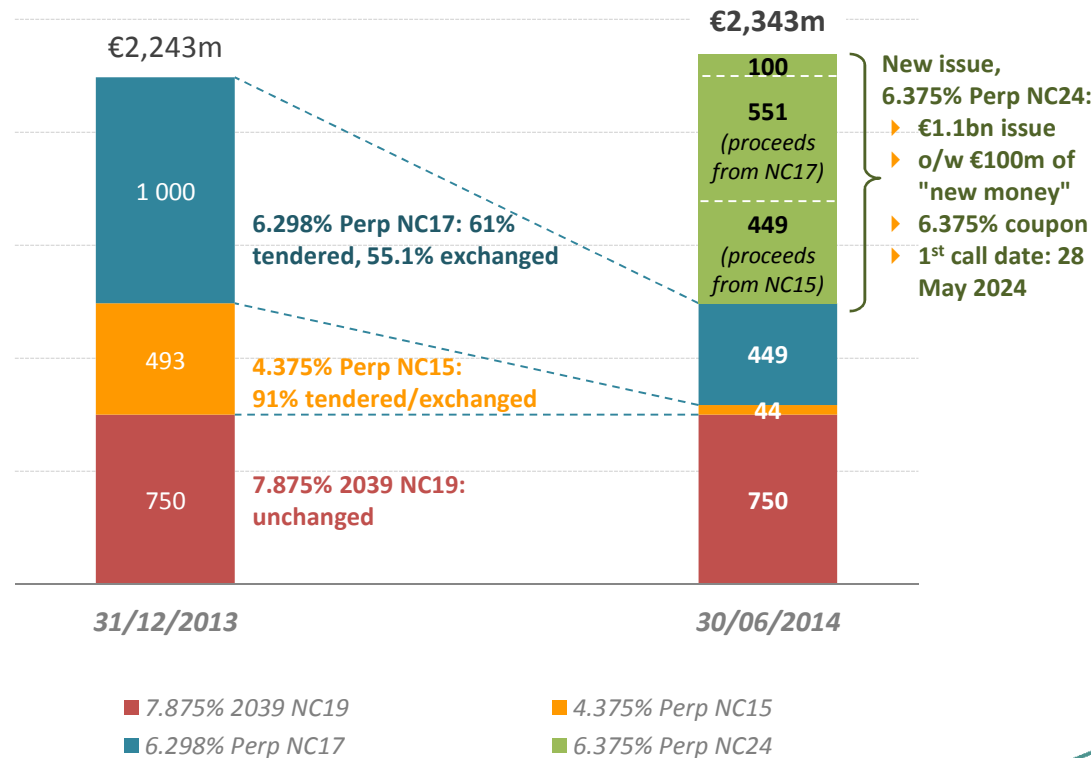 €2,243m
1 000
493
750
31/12/2013
6.298% Perp NC17: 61%
tendered, 55.1% exchanged
4.375% Perp NC15:
91% tendered/exchanged
7.875% 2039 NC19:
unchanged
€2,343m
100
551
(proceeds
from NC17)
449
(proceeds
from NC15)
449
44
750
30/06/2014
New issue,
6.375% Perp NC24:
€1.1bn issue
o/w €100m of
"new money"
6.375% coupon
1st call date: 28
May 2024
7.875% 2039 NC19
4.375% Perp NC15
6.298% Perp NC17
6.375% Perp NC24